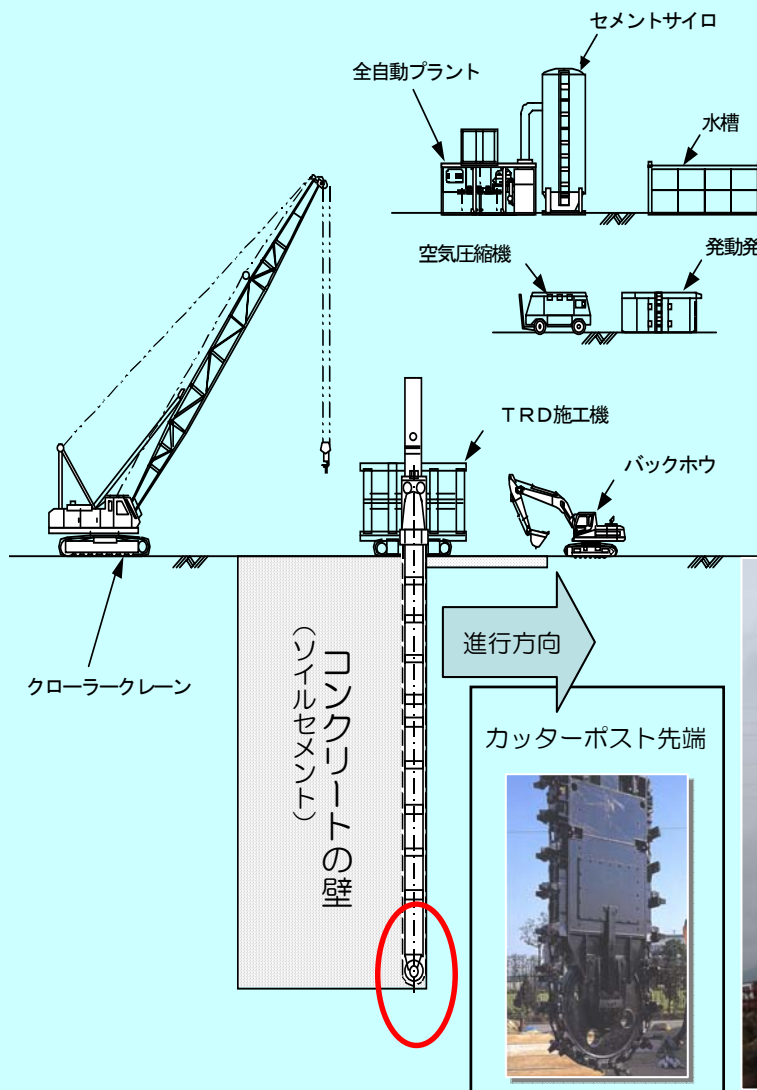 セメントサイロ
全自動プラント
水槽
空気圧縮機
発動発
TRD施工機
バックホウ
クローラークレーン
進行方向
コンクリートの壁
（ソイルセメント）
カッターポスト先端